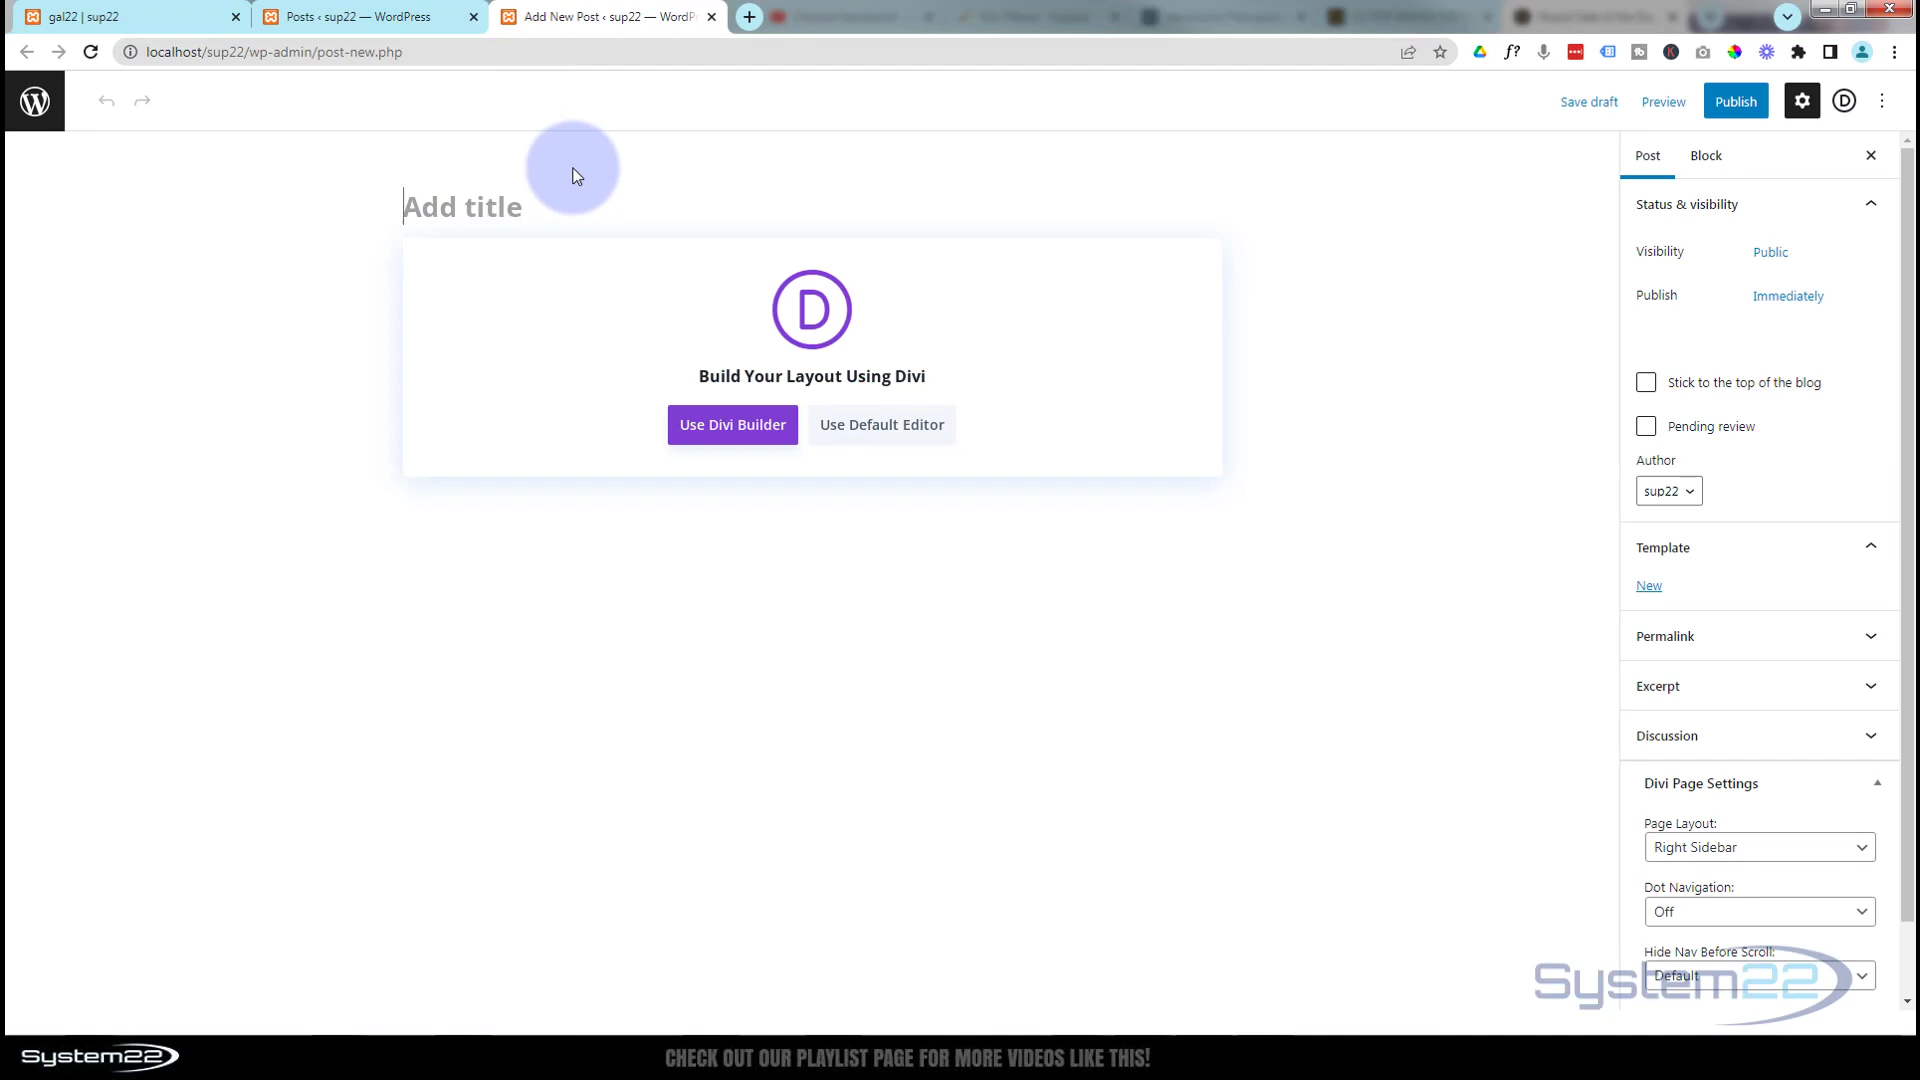 gal22 | sup22
Posts ‹ sup22 — WordPress
Add New Post ‹ sup22 — WordP
localhost/sup22/wp-admin/post-new.php
Save draft
Preview
Publish
Post
Block
Add title
Status & visibility
Visibility
Public
Publish
Immediately
Build Your Layout Using Divi
Use Divi Builder
Use Default Editor
Stick to the top of the blog
Pending review
Author
sup22
Template
New
Permalink
Excerpt
Discussion
Divi Page Settings
Page Layout:
Right Sidebar
Dot Navigation:
Off
Hide Nav Before Scroll:
Default
System22
System22
CHECK OUT OUR PLAYLIST PAGE FOR MORE VIDEOS LIKE THIS!